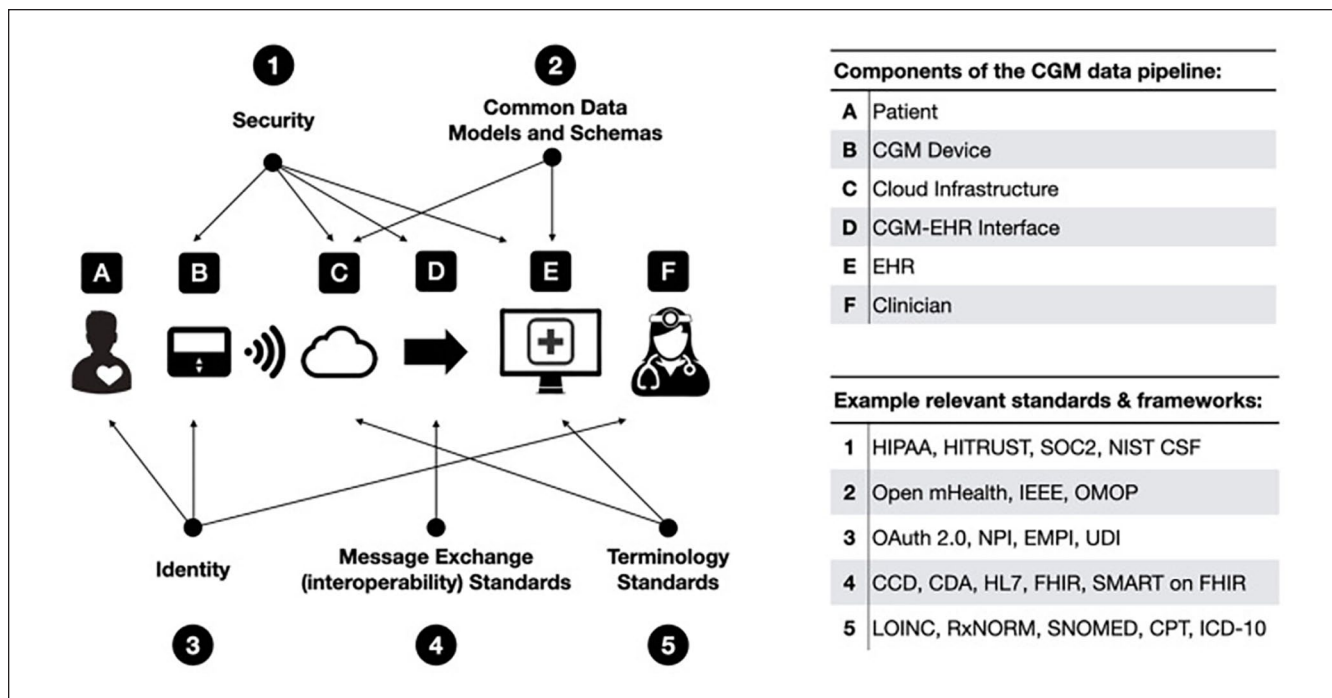 1
2
Security
Common Data
Models and Schemas
A
B
C
D
E
F
Identity
Message Exchange
(interoperability) Standards
Terminology
Standards
3
4
5
Components of the CGM data pipeline:
A Patient
B CGM Device
C Cloud Infrastructure
D CGM-EHR Interface
E EHR
F Clinician
Example relevant standards & frameworks:
1 HIPAA, HITRUST, SOC2, NIST CSF
2 Open mHealth, IEEE, OMOP
3 OAuth 2.0, NPI, EMPI, UDI
4 CCD, CDA, HL7, FHIR, SMART on FHIR
5 LOINC, RxNORM, SNOMED, CPT, ICD-10